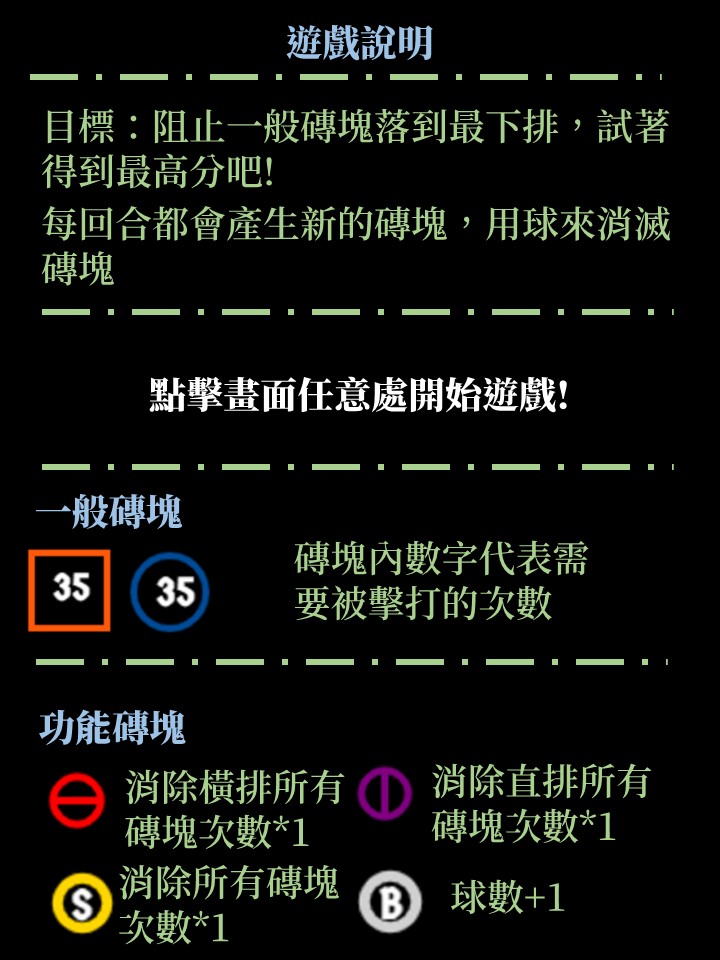 遊戲說明
目標：阻止一般磚塊落到最下排，試著
得到最高分吧!
每回合都會產生新的磚塊，用球來消滅
磚塊
點擊畫面任意處開始遊戲!
一般磚塊
35
35
磚塊內數字代表需
要被擊打的次數
功能磚塊
消除橫排所有
磚塊次數*1
消除直排所有
磚塊次數*1
S
消除所有磚塊
次數*1
B
球數+1